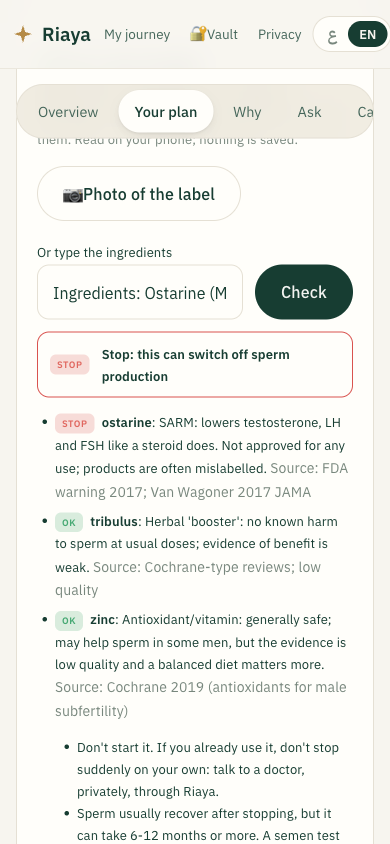 Riaya My journey 🔐Vault Privacy ع EN
Overview Your plan Why Ask Ca
them. Read on your phone, nothing is saved.
📷Photo of the label
Or type the ingredients
Ingredients: Ostarine (M Check
STOP Stop: this can switch off sperm
production
• STOP ostarine: SARM: lowers testosterone, LH
and FSH like a steroid does. Not approved for any
use; products are often mislabelled. Source: FDA
warning 2017; Van Wagoner 2017 JAMA
• OK tribulus: Herbal 'booster': no known harm
to sperm at usual doses; evidence of benefit is
weak. Source: Cochrane-type reviews; low
quality
• OK zinc: Antioxidant/vitamin: generally safe;
may help sperm in some men, but the evidence is
low quality and a balanced diet matters more.
Source: Cochrane 2019 (antioxidants for male
subfertility)
• Don't start it. If you already use it, don't stop
suddenly on your own: talk to a doctor,
privately, through Riaya.
• Sperm usually recover after stopping, but it
can take 6-12 months or more. A semen test